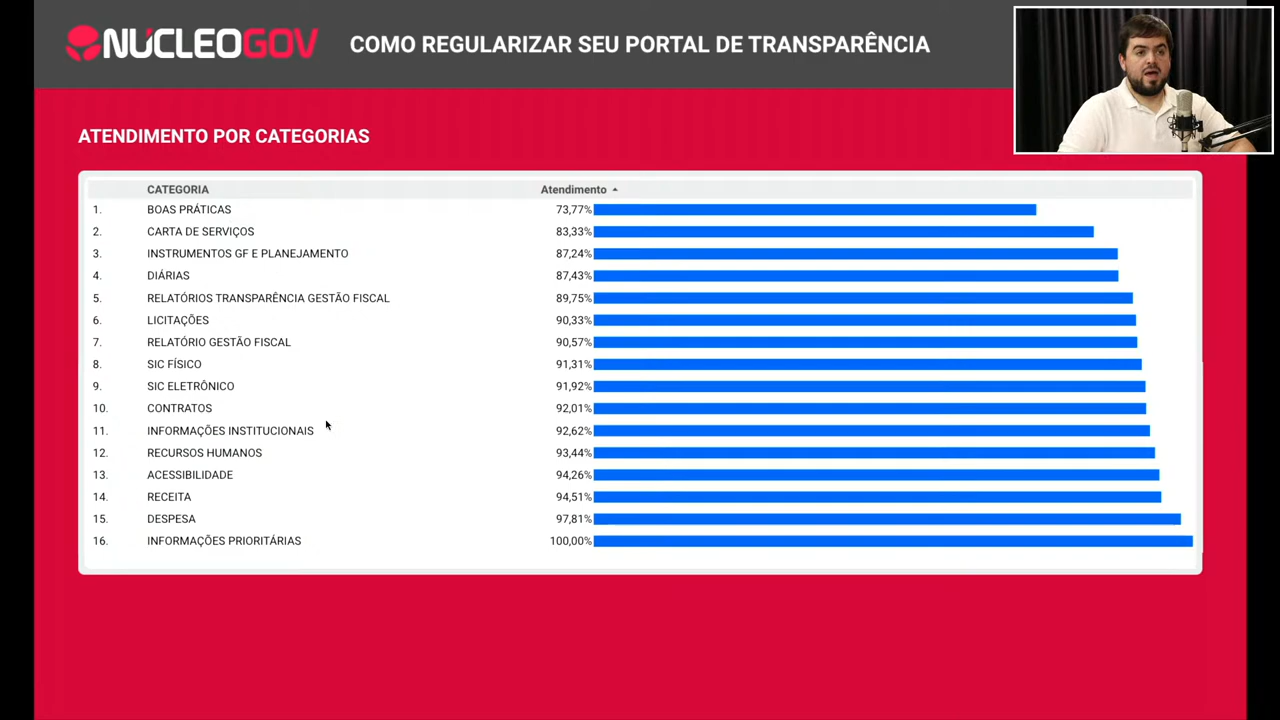 NÚCLEOGOV
COMO REGULARIZAR SEU PORTAL DE TRANSPARÊNCIA
ATENDIMENTO POR CATEGORIAS
CATEGORIA Atendimento
1. BOAS PRÁTICAS 73,77%
2. CARTA DE SERVIÇOS 83,33%
3. INSTRUMENTOS GF E PLANEJAMENTO 87,24%
4. DIÁRIAS 87,43%
5. RELATÓRIOS TRANSPARÊNCIA GESTÃO FISCAL 89,75%
6. LICITAÇÕES 90,33%
7. RELATÓRIO GESTÃO FISCAL 90,57%
8. SIC FÍSICO 91,31%
9. SIC ELETRÔNICO 91,92%
10. CONTRATOS 92,01%
11. INFORMAÇÕES INSTITUCIONAIS 92,62%
12. RECURSOS HUMANOS 93,44%
13. ACESSIBILIDADE 94,26%
14. RECEITA 94,51%
15. DESPESA 97,81%
16. INFORMAÇÕES PRIORITÁRIAS 100,00%